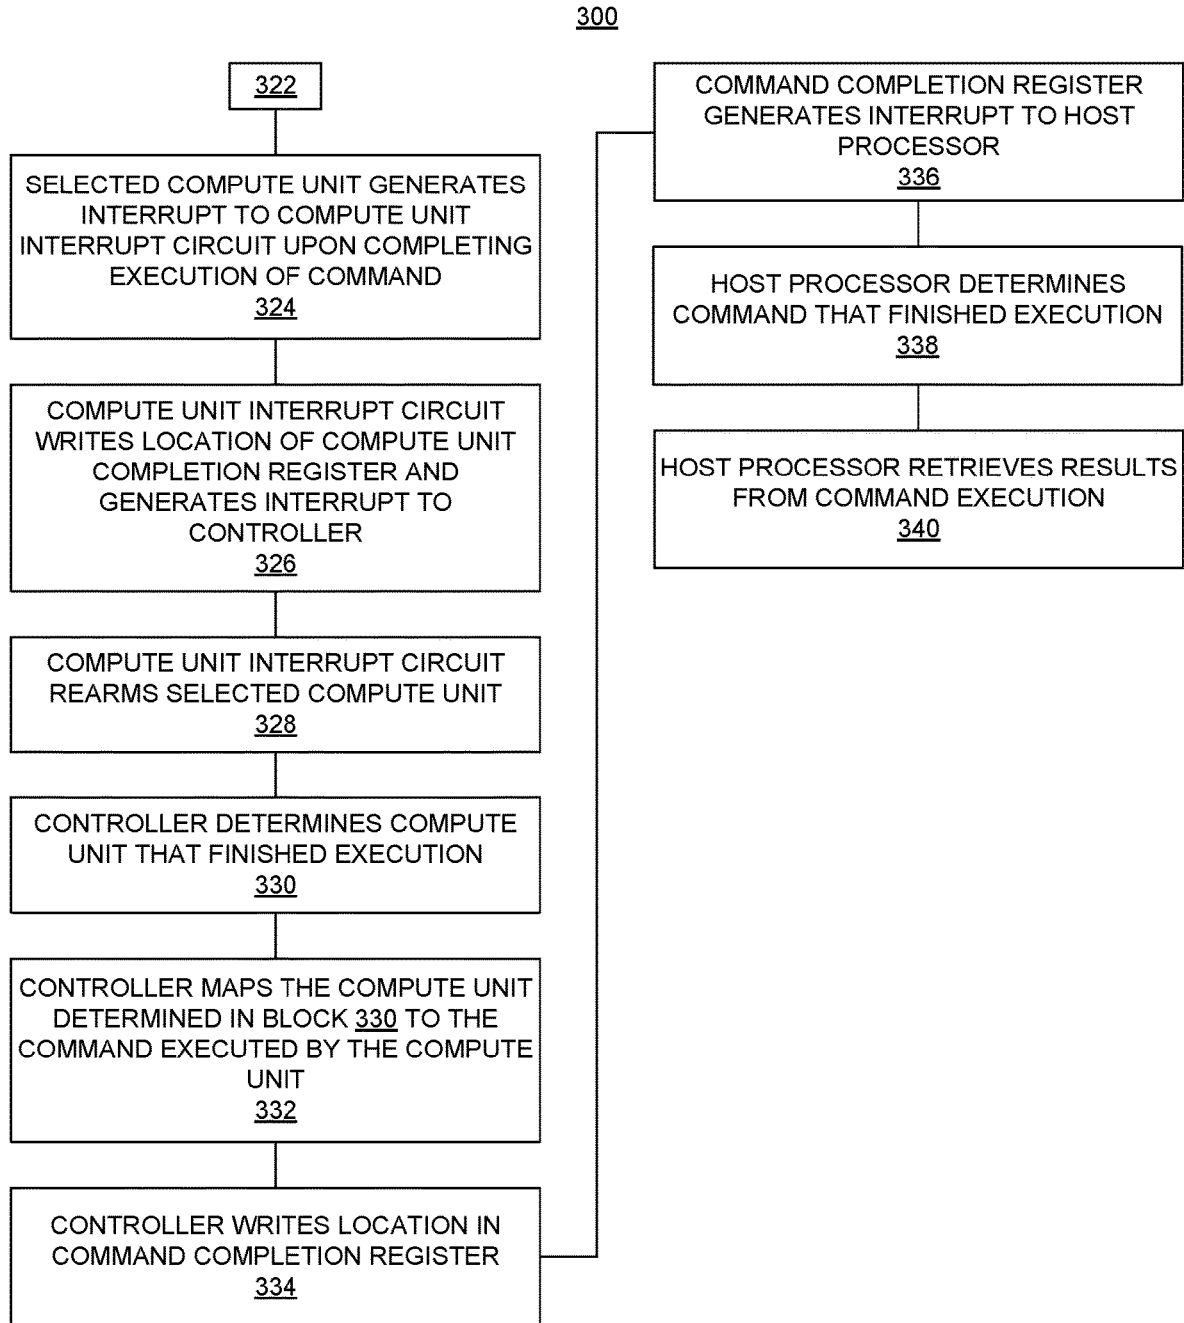 300
322
SELECTED COMPUTE UNIT GENERATES
INTERRUPT TO COMPUTE UNIT
INTERRUPT CIRCUIT UPON COMPLETING
EXECUTION OF COMMAND
324
COMPUTE UNIT INTERRUPT CIRCUIT
WRITES LOCATION OF COMPUTE UNIT
COMPLETION REGISTER AND
GENERATES INTERRUPT TO
CONTROLLER
326
COMPUTE UNIT INTERRUPT CIRCUIT
REARMS SELECTED COMPUTE UNIT
328
CONTROLLER DETERMINES COMPUTE
UNIT THAT FINISHED EXECUTION
330
CONTROLLER MAPS THE COMPUTE UNIT
DETERMINED IN BLOCK 330 TO THE
COMMAND EXECUTED BY THE COMPUTE
UNIT
332
CONTROLLER WRITES LOCATION IN
COMMAND COMPLETION REGISTER
334
COMMAND COMPLETION REGISTER
GENERATES INTERRUPT TO HOST
PROCESSOR
336
HOST PROCESSOR DETERMINES
COMMAND THAT FINISHED EXECUTION
338
HOST PROCESSOR RETRIEVES RESULTS
FROM COMMAND EXECUTION
340